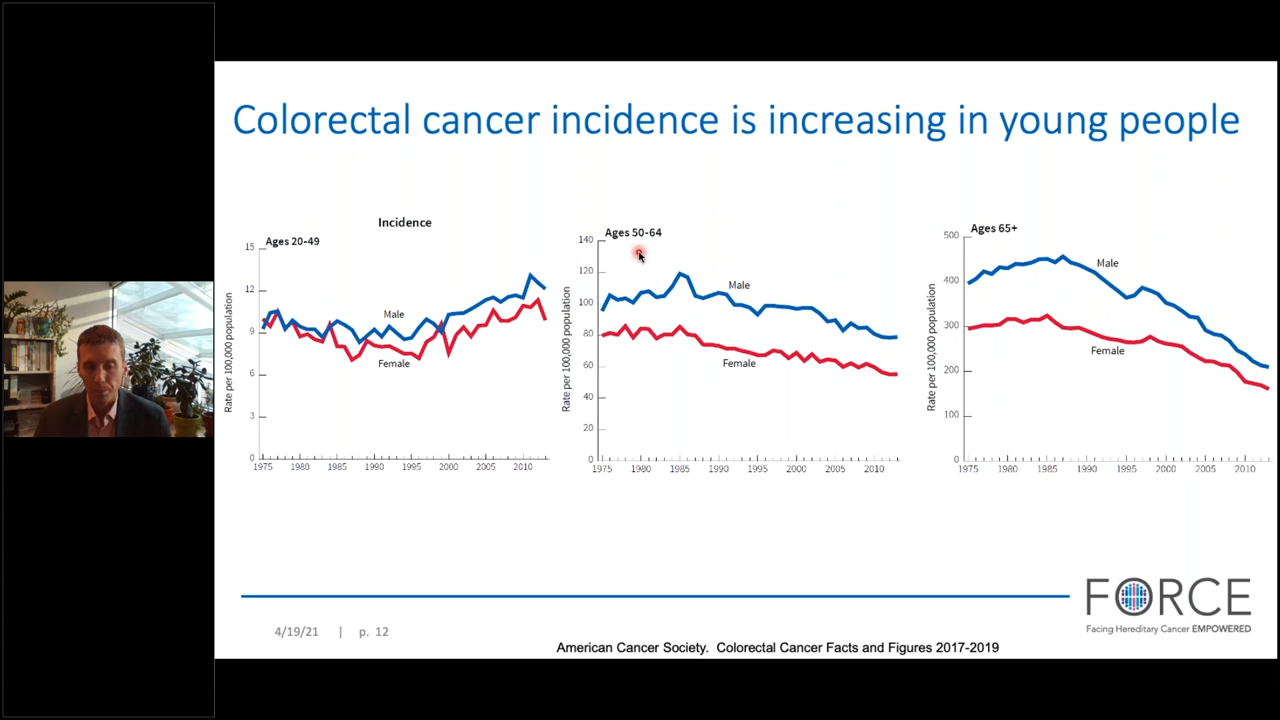 Colorectal cancer incidence is increasing in young people
Incidence
Ages 20-49
15
12
9
6
3
0
Rate per 100,000 population
Male
Female
1975 1980 1985 1990 1995 2000 2005 2010
Ages 50-64
140
120
100
80
60
40
20
0
Rate per 100,000 population
Male
Female
1975 1980 1985 1990 1995 2000 2005 2010
Ages 65+
500
400
300
200
100
0
Rate per 100,000 population
Male
Female
1975 1980 1985 1990 1995 2000 2005 2010
FORCE
Facing Hereditary Cancer EMPOWERED
4/19/21 | p. 12
American Cancer Society. Colorectal Cancer Facts and Figures 2017-2019